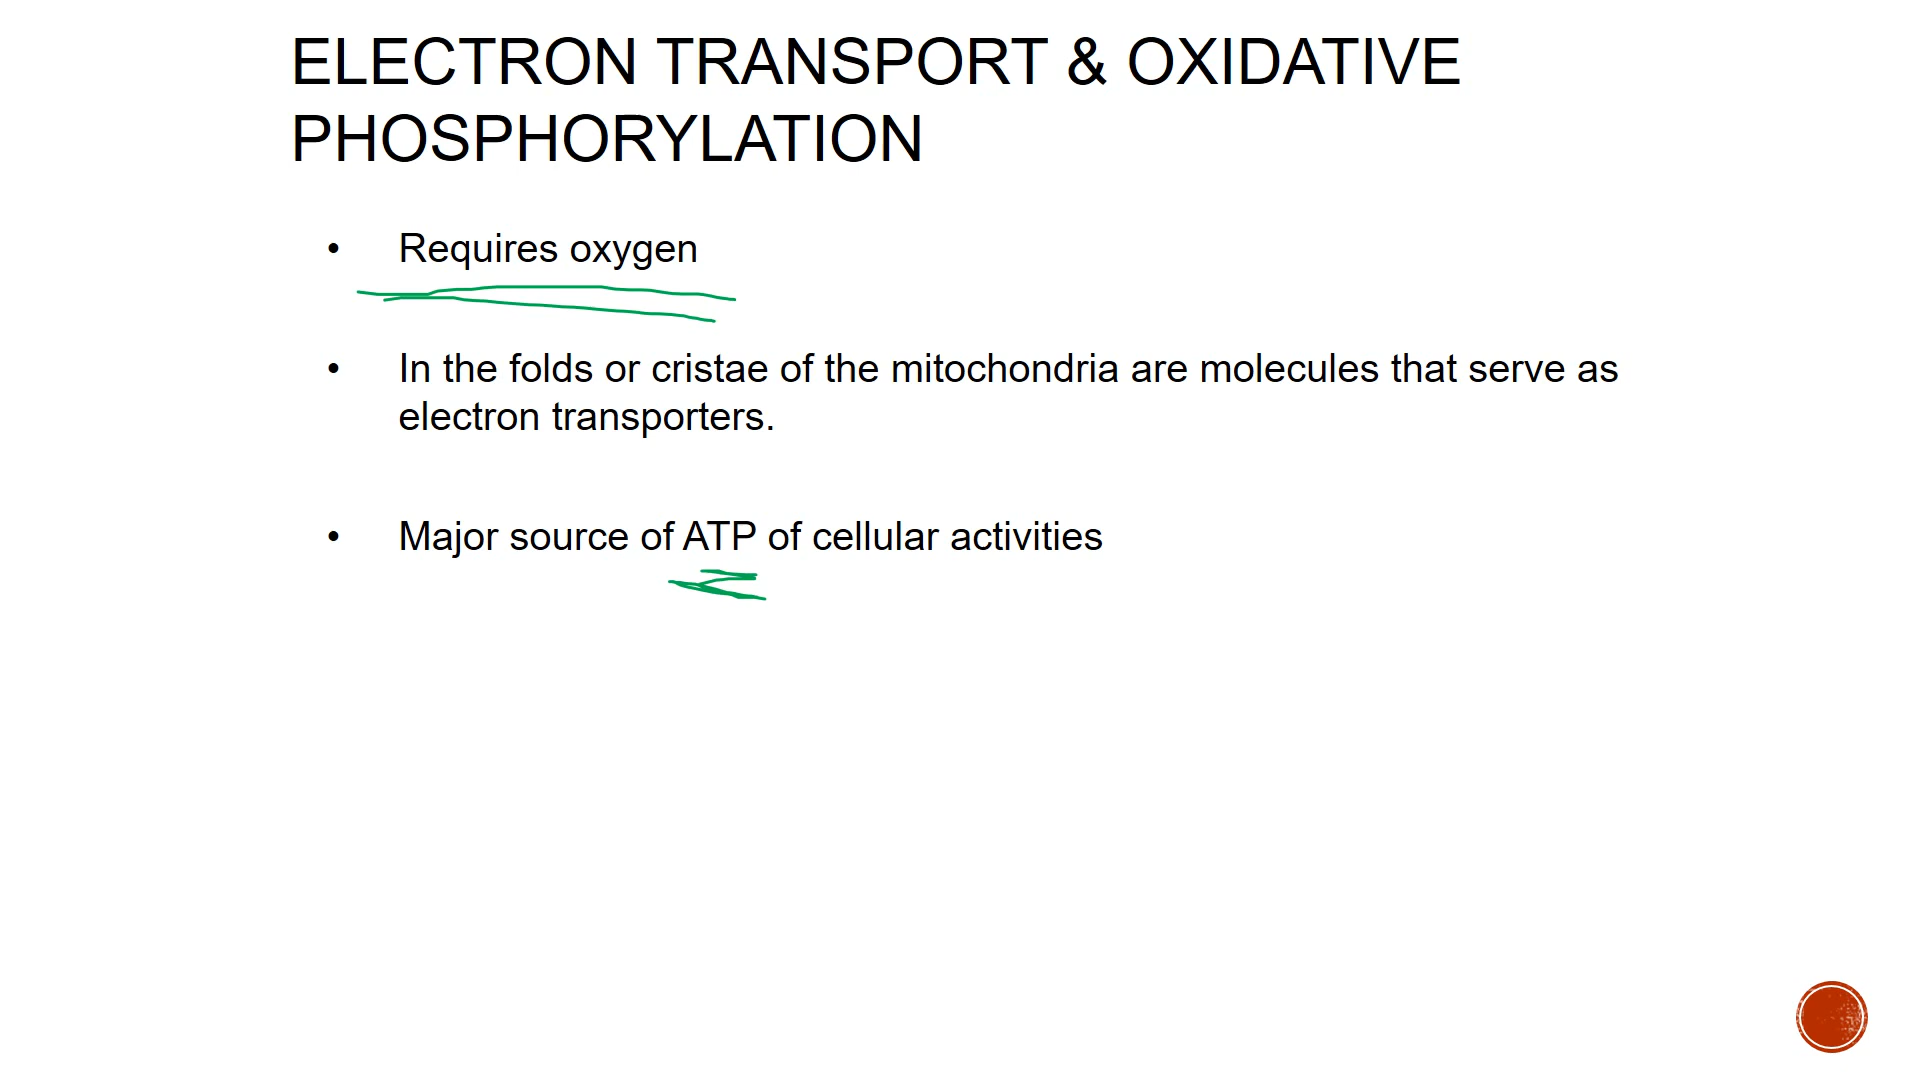 ELECTRON TRANSPORT & OXIDATIVE
PHOSPHORYLATION
• Requires oxygen
• In the folds or cristae of the mitochondria are molecules that serve as
electron transporters.
• Major source of ATP of cellular activities